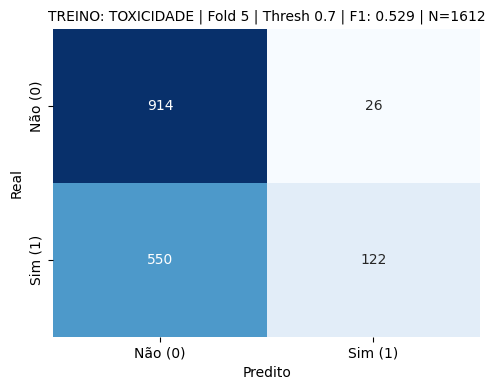 TREINO: TOXICIDADE | Fold 5 | Thresh 0.7 | F1: 0.529 | N=1612
Real
Não (0)
914
26
Sim (1)
550
122
Não (0)
Sim (1)
Predito